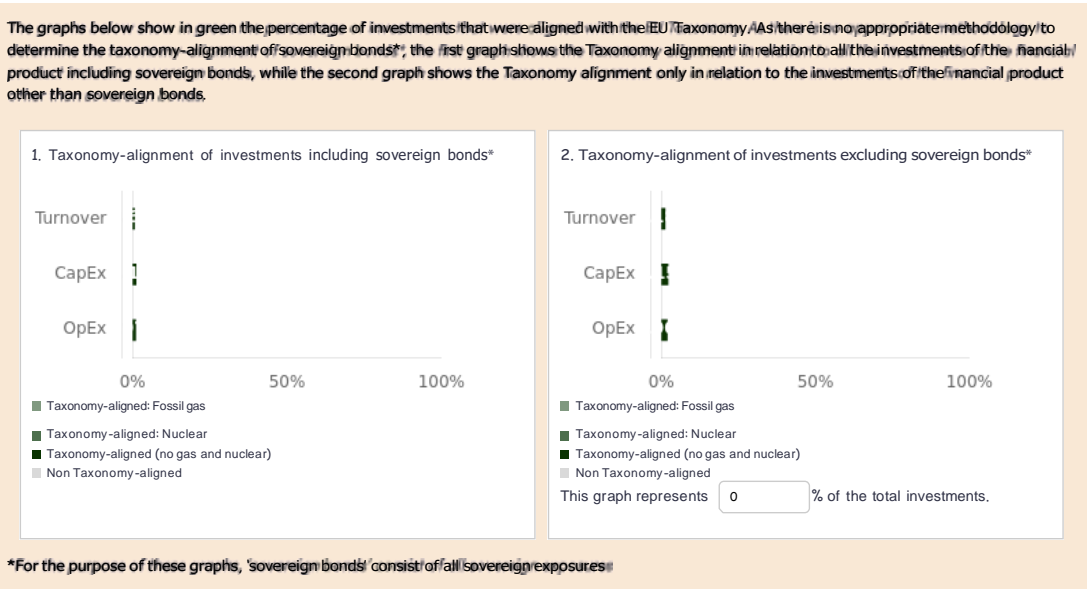 The graphs below show in green the percentage of investments that were aligned with the EU Taxonomy. As there is no appropriate methodology to
determine the taxonomy-alignment of sovereign bonds*, the first graph shows the Taxonomy alignment in relation to all the investments of the financial
product including sovereign bonds, while the second graph shows the Taxonomy alignment only in relation to the investments of the financial product
other than sovereign bonds.
1. Taxonomy-alignment of investments including sovereign bonds*
Turnover
CapEx
OpEx
0% 50% 100%
Taxonomy-aligned: Fossil gas
Taxonomy-aligned: Nuclear
Taxonomy-aligned (no gas and nuclear)
Non Taxonomy-aligned
2. Taxonomy-alignment of investments excluding sovereign bonds*
Turnover
CapEx
OpEx
0% 50% 100%
Taxonomy-aligned: Fossil gas
Taxonomy-aligned: Nuclear
Taxonomy-aligned (no gas and nuclear)
Non Taxonomy-aligned
This graph represents 0 % of the total investments.
*For the purpose of these graphs, 'sovereign bonds' consist of all sovereign exposures